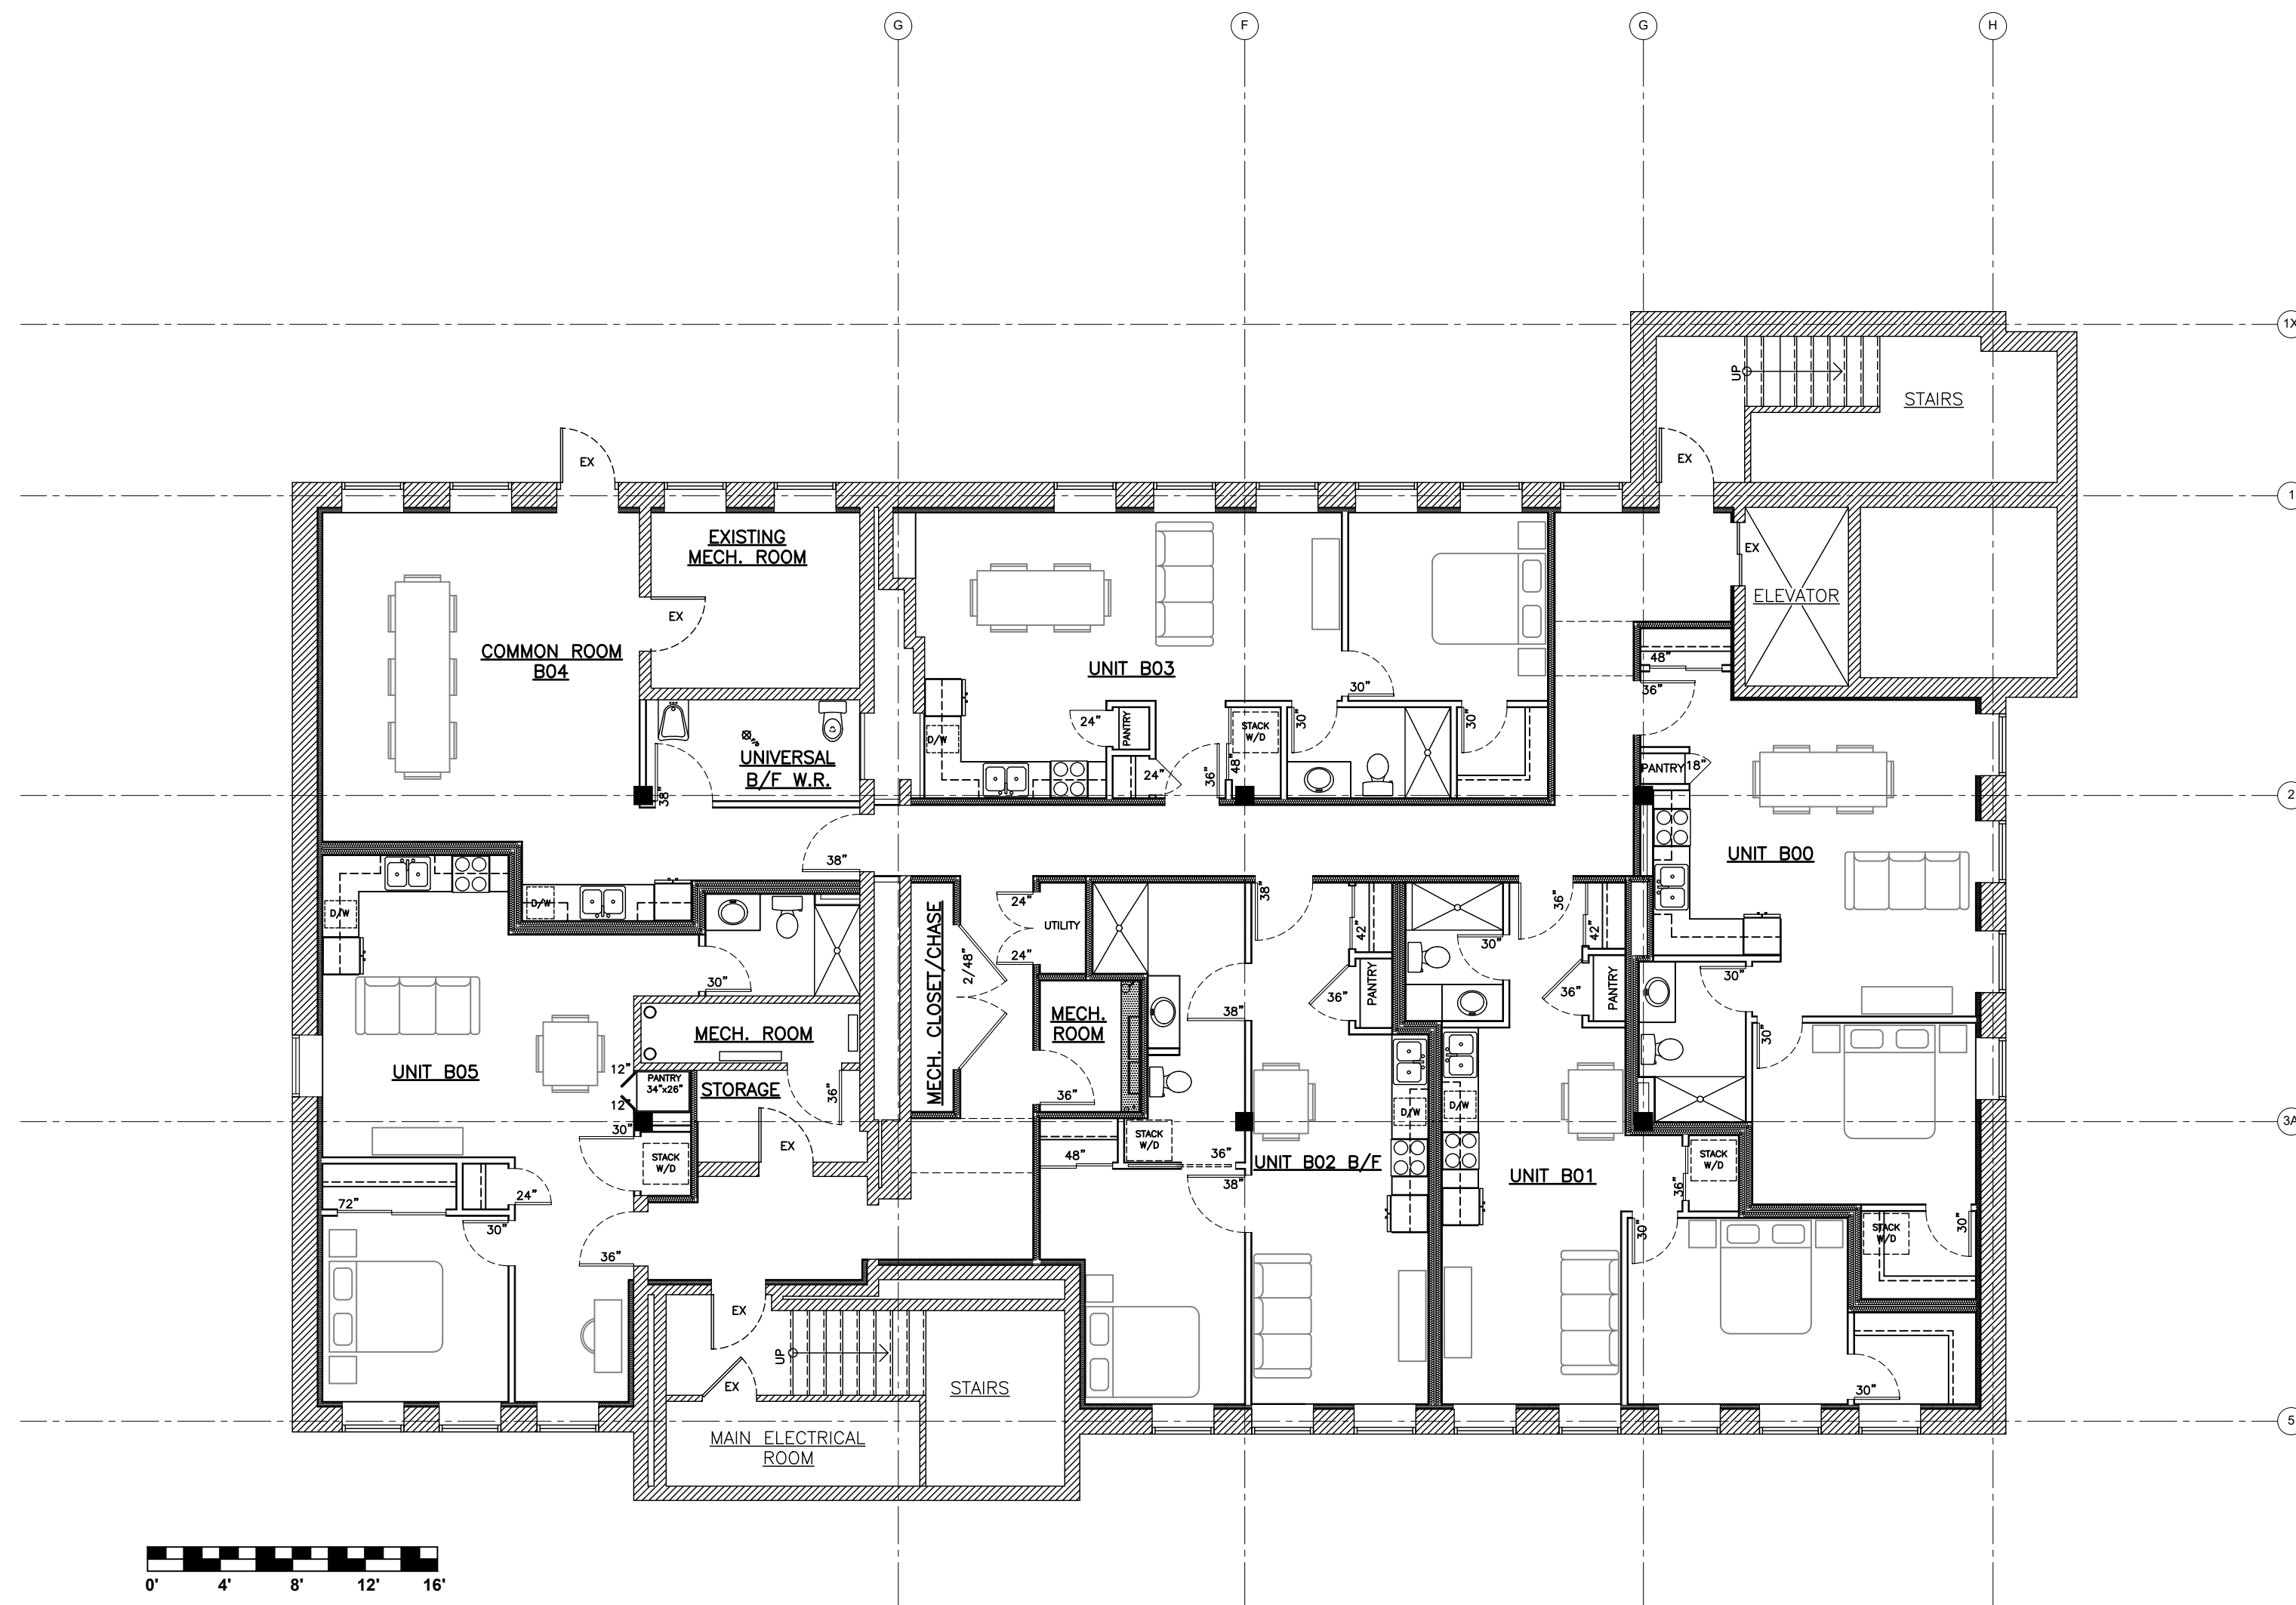 G
F
G
H
1X
UP
STAIRS
EX
EX
1
EXISTING
MECH. ROOM
EX
ELEVATOR
EX
COMMON ROOM
B04
UNIT B03
48"
36"
30"
24"
PANTRY
STACK
W/D
30"
30"
D/W
UNIVERSAL
B/F W.R.
24"
36"
48"
PANTRY
18"
38"
2
38"
UNIT B00
D/W
D/W
MECH. CLOSET/CHASE
24"
UTILITY
24"
2/48"
38"
42"
36"
42"
30"
30"
30"
PANTRY
36"
PANTRY
36"
38"
MECH. ROOM
MECH.
ROOM
30"
UNIT B05
12"
PANTRY
34"x26"
12"
STORAGE
36"
36"
D/W
D/W
3A
30"
EX
STACK
W/D
STACK
W/D
48"
36"
UNIT B02 B/F
UNIT B01
STACK
W/D
36"
38"
72"
24"
30"
36"
30"
STACK
W/D
30"
EX
UP
EX
STAIRS
30"
5
MAIN ELECTRICAL
ROOM
0' 4' 8' 12' 16'